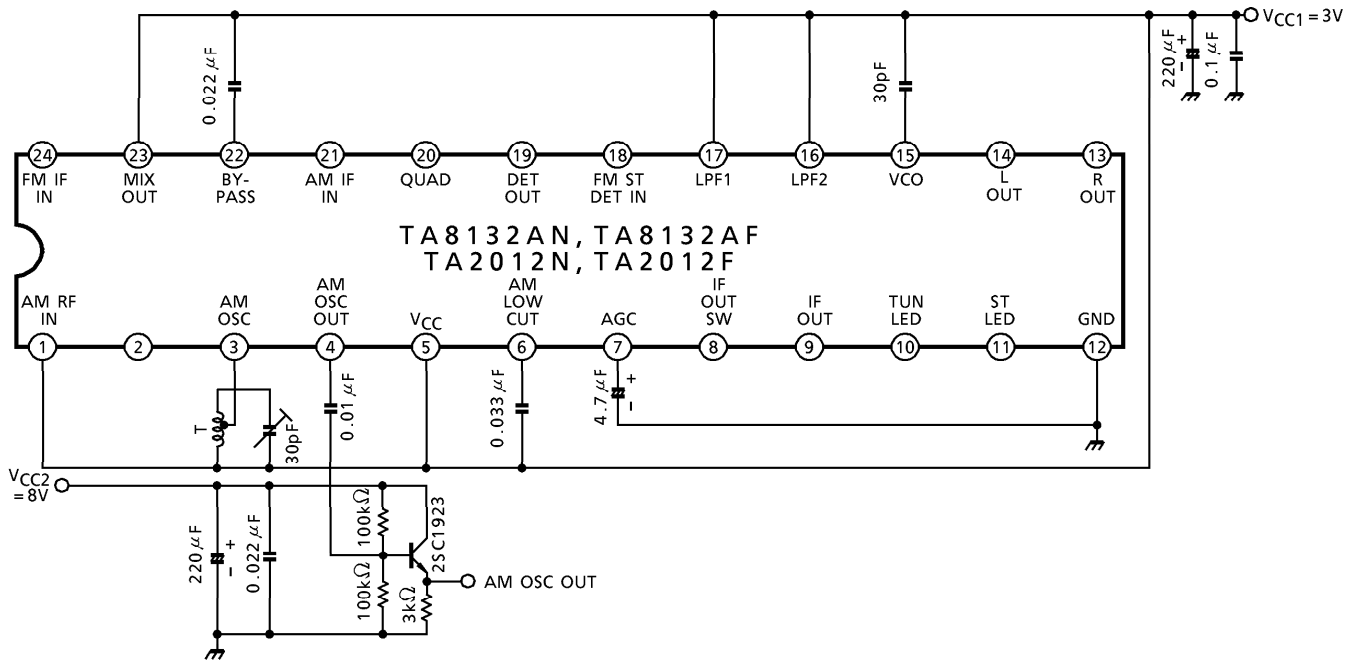 VCC1 = 3V
220μF
+
−
0.1μF
0.022μF
30pF
24 23 22 21 20 19 18 17 16 15 14 13
FM IF
IN
MIX
OUT
BY-
PASS
AM IF
IN
QUAD
DET
OUT
FM ST
DET IN
LPF1
LPF2
VCO
L
OUT
R
OUT
TA8132AN, TA8132AF
TA2012N, TA2012F
AM RF
IN
AM
OSC
AM
OSC
OUT
VCC
AM
LOW
CUT
AGC
IF
OUT
SW
IF
OUT
TUN
LED
ST
LED
GND
1 2 3 4 5 6 7 8 9 10 11 12
T
30pF
0.01μF
0.033μF
4.7μF
+
−
VCC2
= 8V
220μF
+
−
0.022μF
100kΩ
100kΩ
2SC1923
3kΩ
AM OSC OUT